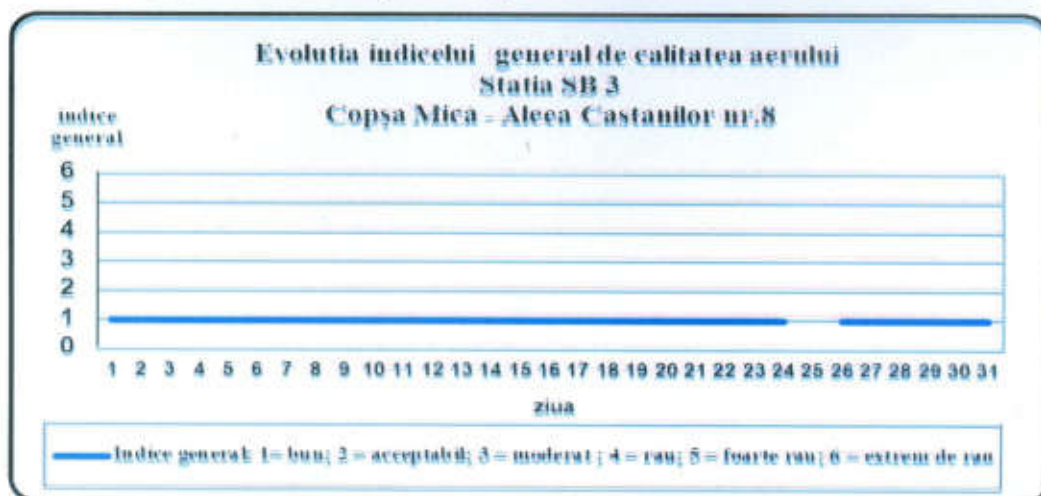 Evolutia indicelui general de calitatea aerului
Statia SB 3
Copșa Mica - Aleea Castanilor nr.8
indice
general
6
5
4
3
2
1
0
1 2 3 4 5 6 7 8 9 10 11 12 13 14 15 16 17 18 19 20 21 22 23 24 25 26 27 28 29 30 31
ziua
Indice general: 1= bun; 2 = acceptabil; 3 = moderat ; 4 = rau; 5 = foarte rau; 6 = extrem de rau